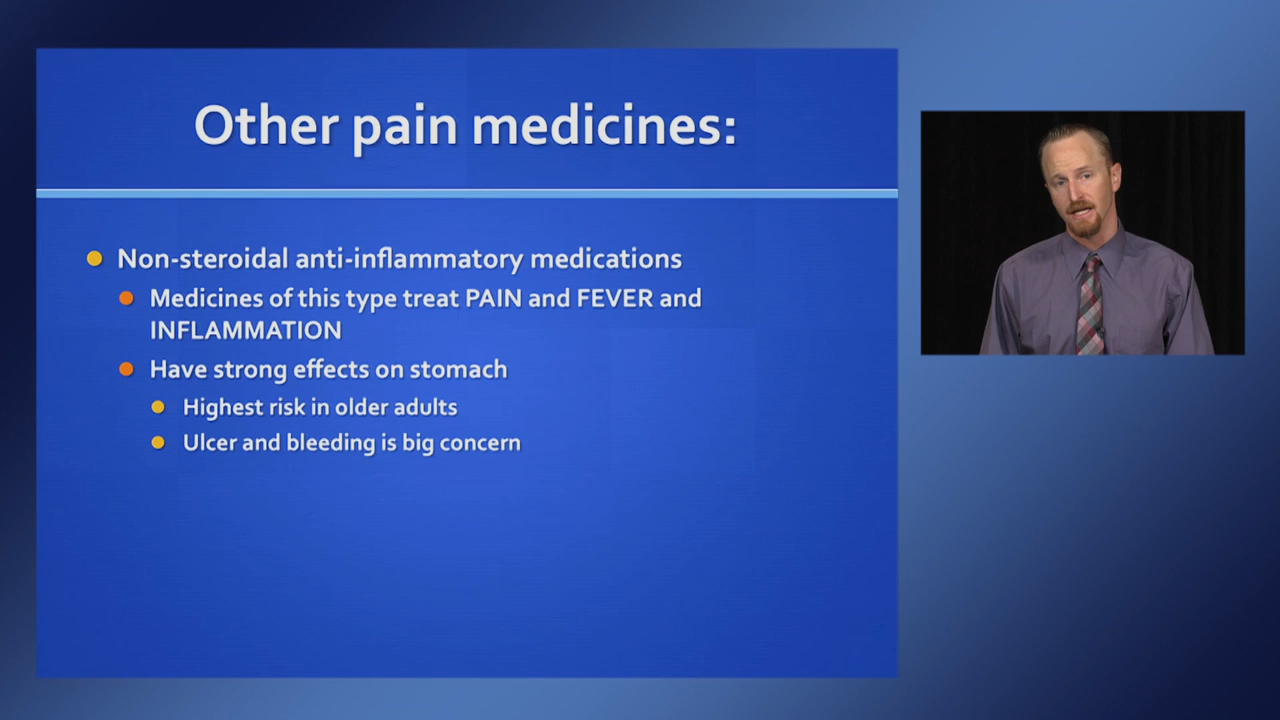 Other pain medicines:
Non-steroidal anti-inflammatory medications
Medicines of this type treat PAIN and FEVER and
INFLAMMATION
Have strong effects on stomach
Highest risk in older adults
Ulcer and bleeding is big concern